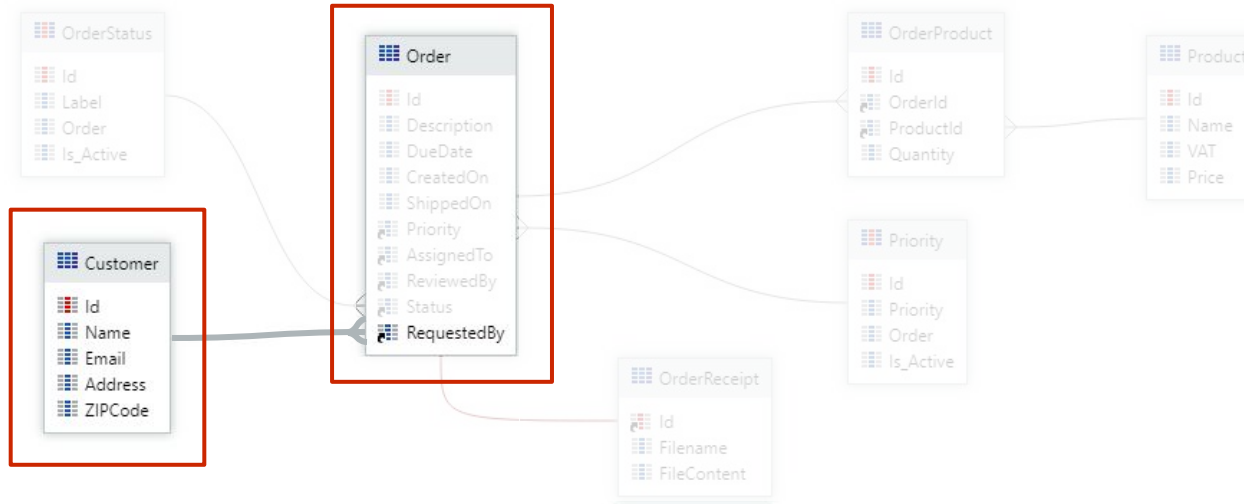 OrderStatus
Id
Label
Order
Is_Active
Customer
Id
Name
Email
Address
ZIPCode
Order
Id
Description
DueDate
CreatedOn
ShippedOn
Priority
AssignedTo
ReviewedBy
Status
RequestedBy
OrderReceipt
Id
Filename
FileContent
OrderProduct
Id
OrderId
ProductId
Quantity
Priority
Id
Priority
Order
Is_Active
Product
Id
Name
VAT
Price